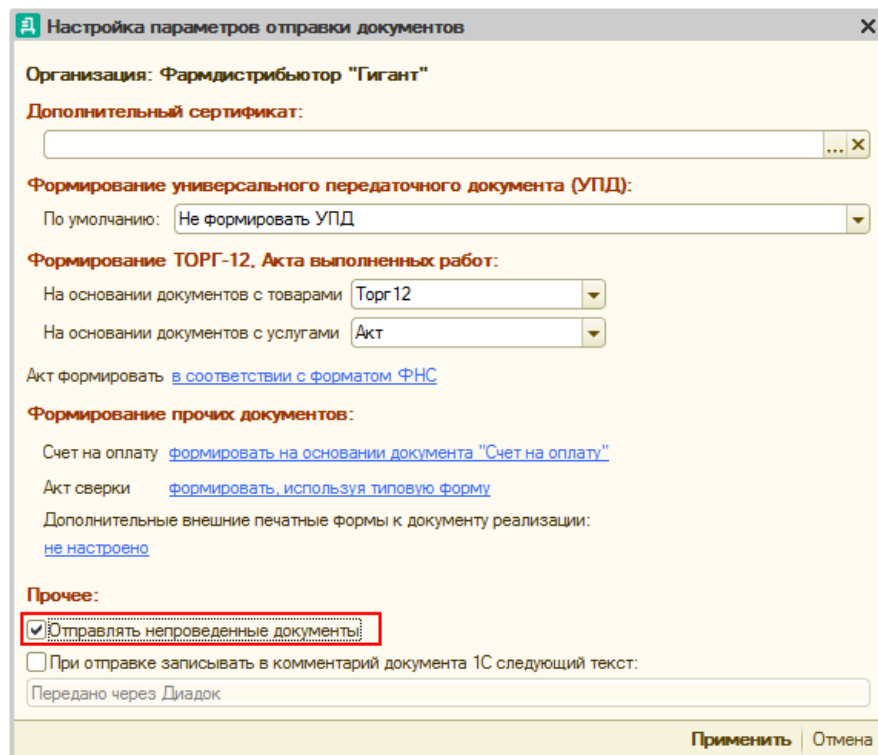 Настройка параметров отправки документов
Организация: Фармдистрибьютор "Гигант"
Дополнительный сертификат:
...
Формирование универсального передаточного документа (УПД):
По умолчанию: Не формировать УПД
Формирование ТОРГ-12, Акта выполненных работ:
На основании документов с товарами Торг12
На основании документов с услугами Акт
Акт формировать в соответствии с форматом ФНС
Формирование прочих документов:
Счет на оплату формировать на основании документа "Счет на оплату"
Акт сверки формировать, используя типовую форму
Дополнительные внешние печатные формы к документу реализации:
не настроено
Прочее:
Отправлять непроведенные документы
При отправке записывать в комментарий документа 1С следующий текст:
Передано через Диадок
Применить Отмена